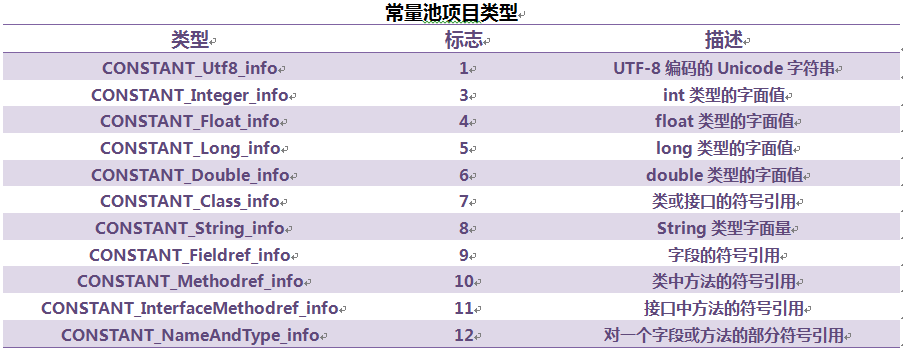 常量池项目类型
类型 标志 描述
CONSTANT_Utf8_info 1 UTF-8 编码的 Unicode 字符串
CONSTANT_Integer_info 3 int 类型的字面值
CONSTANT_Float_info 4 float 类型的字面值
CONSTANT_Long_info 5 long 类型的字面值
CONSTANT_Double_info 6 double 类型的字面值
CONSTANT_Class_info 7 类或接口的符号引用
CONSTANT_String_info 8 String 类型字面量
CONSTANT_Fieldref_info 9 字段的符号引用
CONSTANT_Methodref_info 10 类中方法的符号引用
CONSTANT_InterfaceMethodref_info 11 接口中方法的符号引用
CONSTANT_NameAndType_info 12 对一个字段或方法的部分符号引用